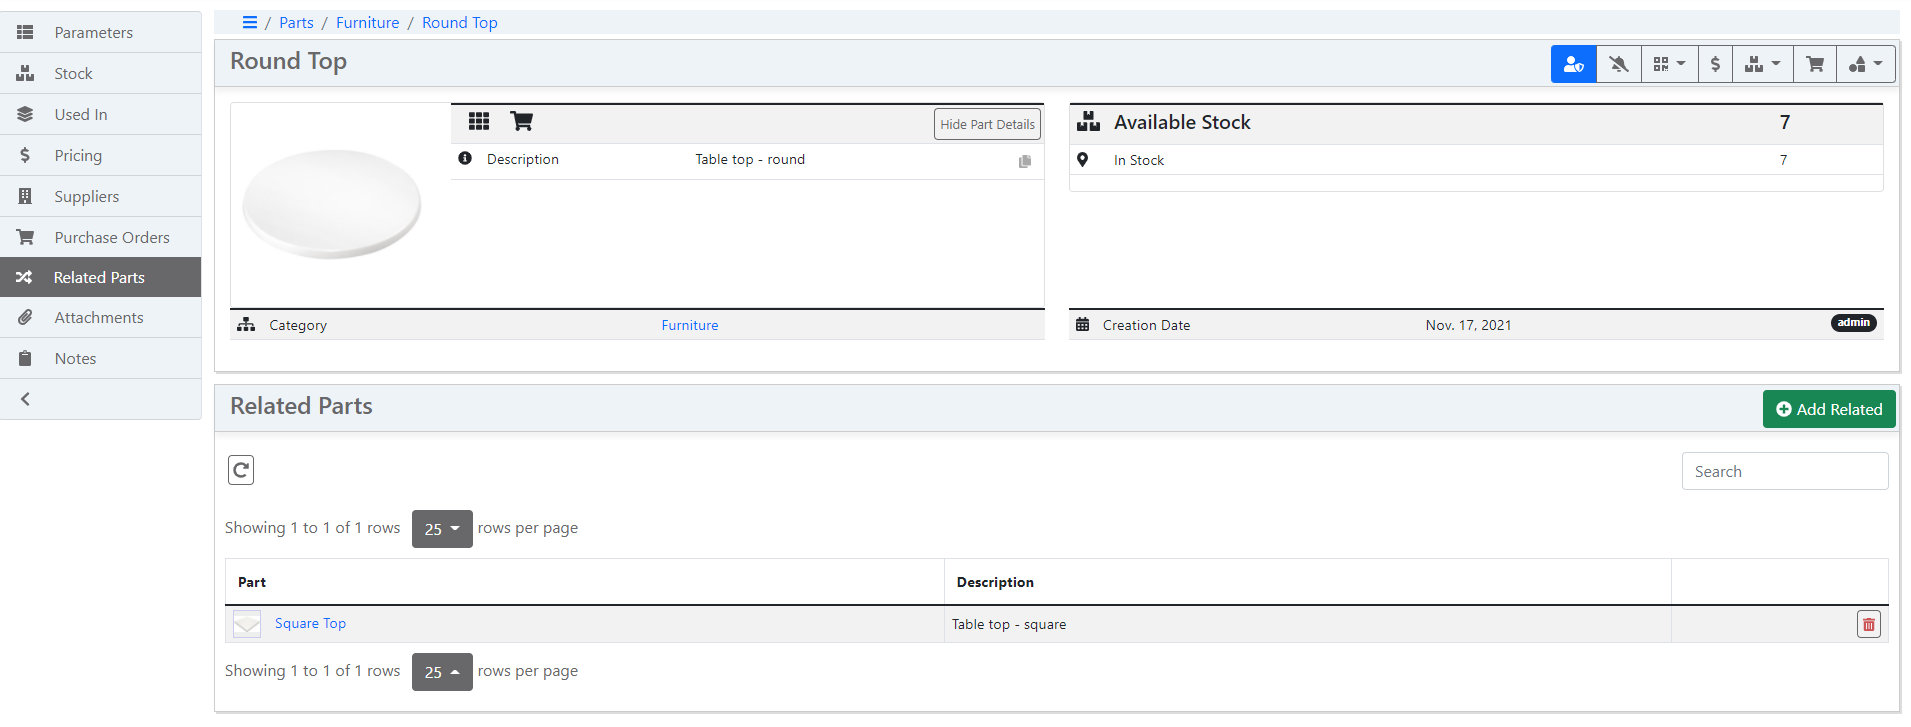 Parameters
Stock
Used In
Pricing
Suppliers
Purchase Orders
Related Parts
Attachments
Notes
/ Parts / Furniture / Round Top
Round Top
Hide Part Details
Description Table top - round
Category Furniture
Available Stock 7
In Stock 7
Creation Date Nov. 17, 2021 admin
Related Parts
Add Related
Search
Showing 1 to 1 of 1 rows 25 rows per page
Part Description
Square Top Table top - square
Showing 1 to 1 of 1 rows 25 rows per page